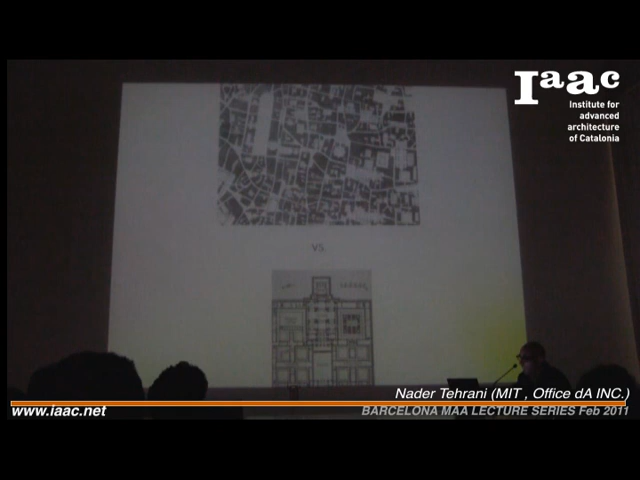 Iaac
Institute for
advanced
architecture
of Catalonia
VS.
Nader Tehrani (MIT , Office dA INC.)
www.iaac.net
BARCELONA MAA LECTURE SERIES Feb 2011